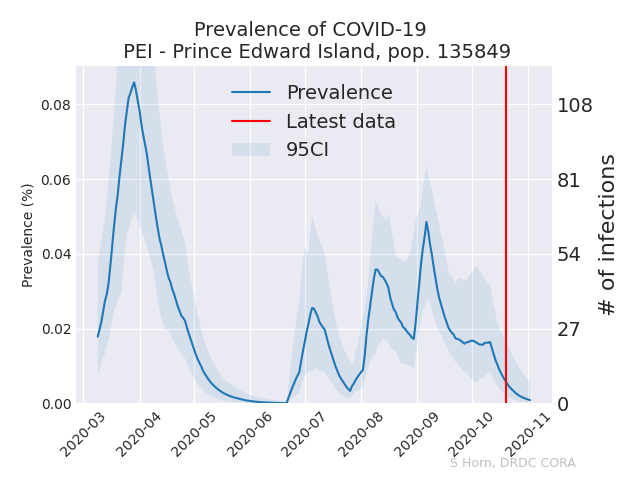 Prevalence of COVID-19
PEI - Prince Edward Island, pop. 135849
Prevalence
Latest data
95CI
Prevalence (%)
0.08
0.06
0.04
0.02
0.00
108
81
54
27
0
# of infections
2020-03
2020-04
2020-05
2020-06
2020-07
2020-08
2020-09
2020-10
2020-11
S Horn, DRDC CORA